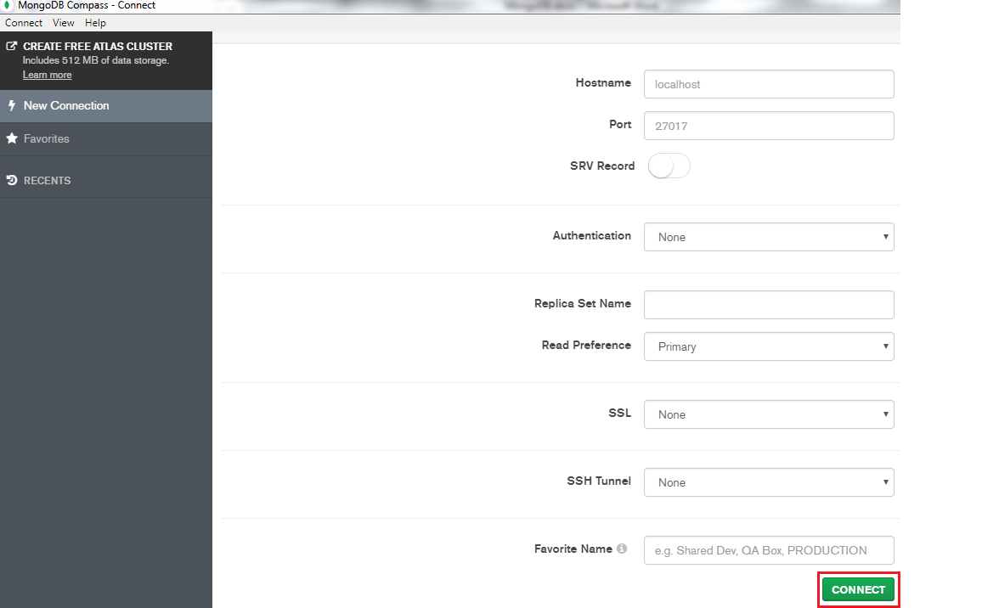 MongoDB Compass - Connect
Connect View Help
CREATE FREE ATLAS CLUSTER
Includes 512 MB of data storage.
Learn more
New Connection
Favorites
RECENTS
Hostname localhost
Port 27017
SRV Record
Authentication None
Replica Set Name
Read Preference Primary
SSL None
SSH Tunnel None
Favorite Name e.g. Shared Dev, QA Box, PRODUCTION
CONNECT